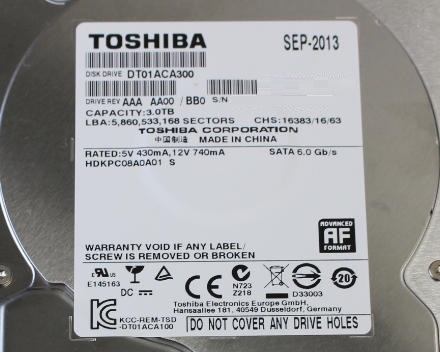 TOSHIBA SEP-2013
DISK DRIVE DT01ACA300
DRIVE REV AAA AA00 / BB0 S/N
CAPACITY:3.0TB
LBA:5,860,533,168 SECTORS CHS:16383/16/63
TOSHIBA CORPORATION
中国制造 MADE IN CHINA
RATED:5V 430mA,12V 740mA SATA 6.0 Gb/s
HDKPC08A0A01 S
ADVANCED
AF
FORMAT
WARRANTY VOID IF ANY LABEL/
SCREW IS REMOVED OR BROKEN
E145163 DC N723 Z218 D33003 20
Toshiba Electronics Europe GmbH,
Hansaallee 181, 40549 Düsseldorf, Germany
KCC-REM-TSD
-DT01ACA100
DO NOT COVER ANY DRIVE HOLES